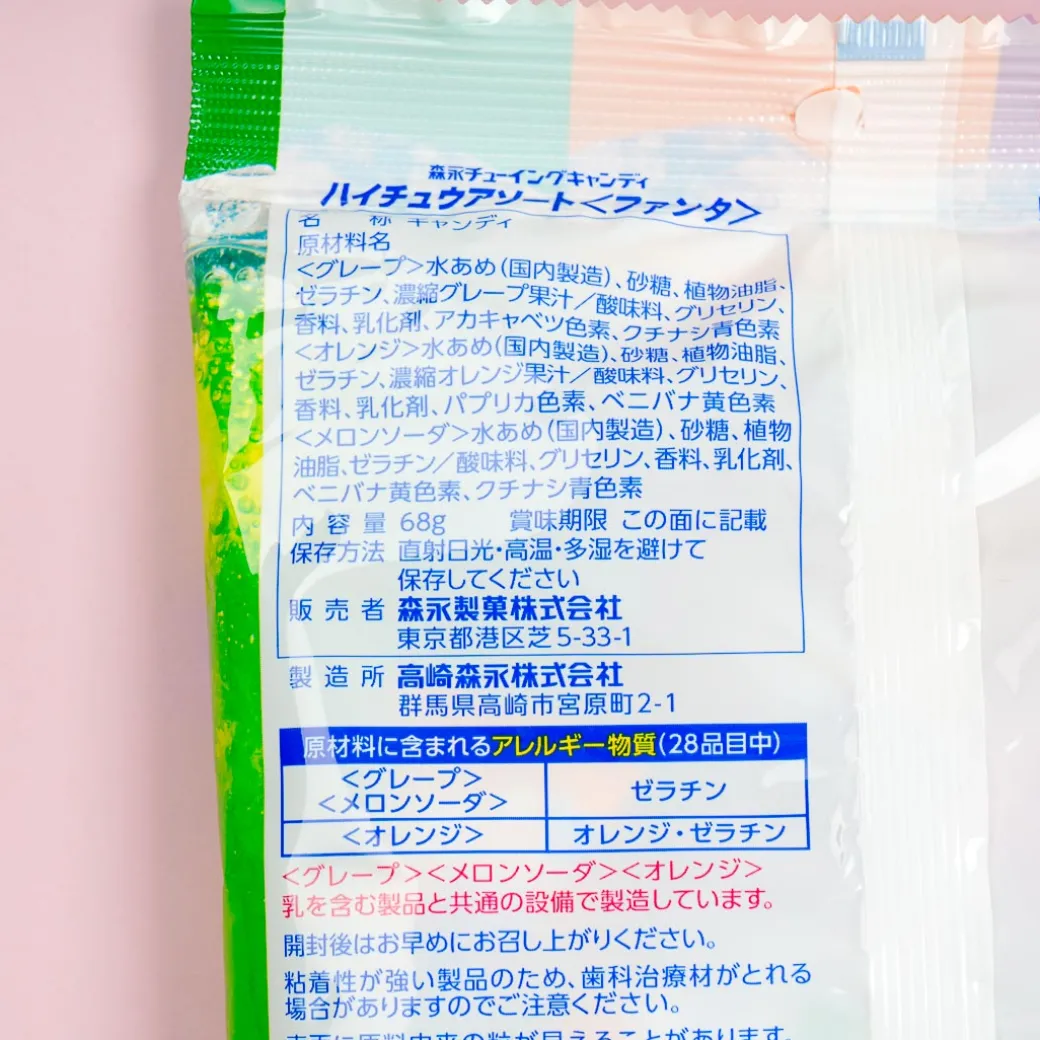 森永チューイングキャンディ
ハイチュウアソート<ファンタ>
名 称 キャンディ
原材料名
<グレープ>水あめ(国内製造)、砂糖、植物油脂、
ゼラチン、濃縮グレープ果汁/酸味料、グリセリン、
香料、乳化剤、アカキャベツ色素、クチナシ青色素
<オレンジ>水あめ(国内製造)、砂糖、植物油脂、
ゼラチン、濃縮オレンジ果汁/酸味料、グリセリン、
香料、乳化剤、パプリカ色素、ベニバナ黄色素
<メロンソーダ>水あめ(国内製造)、砂糖、植物
油脂、ゼラチン/酸味料、グリセリン、香料、乳化剤、
ベニバナ黄色素、クチナシ青色素
内容量 68g 賞味期限 この面に記載
保存方法 直射日光・高温・多湿を避けて
保存してください
販売者 森永製菓株式会社
東京都港区芝5-33-1
製造所 高崎森永株式会社
群馬県高崎市宮原町2-1
原材料に含まれるアレルギー物質(28品目中)
<グレープ>
<メロンソーダ>
ゼラチン
<オレンジ>
オレンジ・ゼラチン
<グレープ><メロンソーダ><オレンジ>
乳を含む製品と共通の設備で製造しています。
開封後はお早めにお召し上がりください。
粘着性が強い製品のため、歯科治療材がとれる
場合がありますのでご注意ください。
表面に原料由来の粒が見えることがあります。